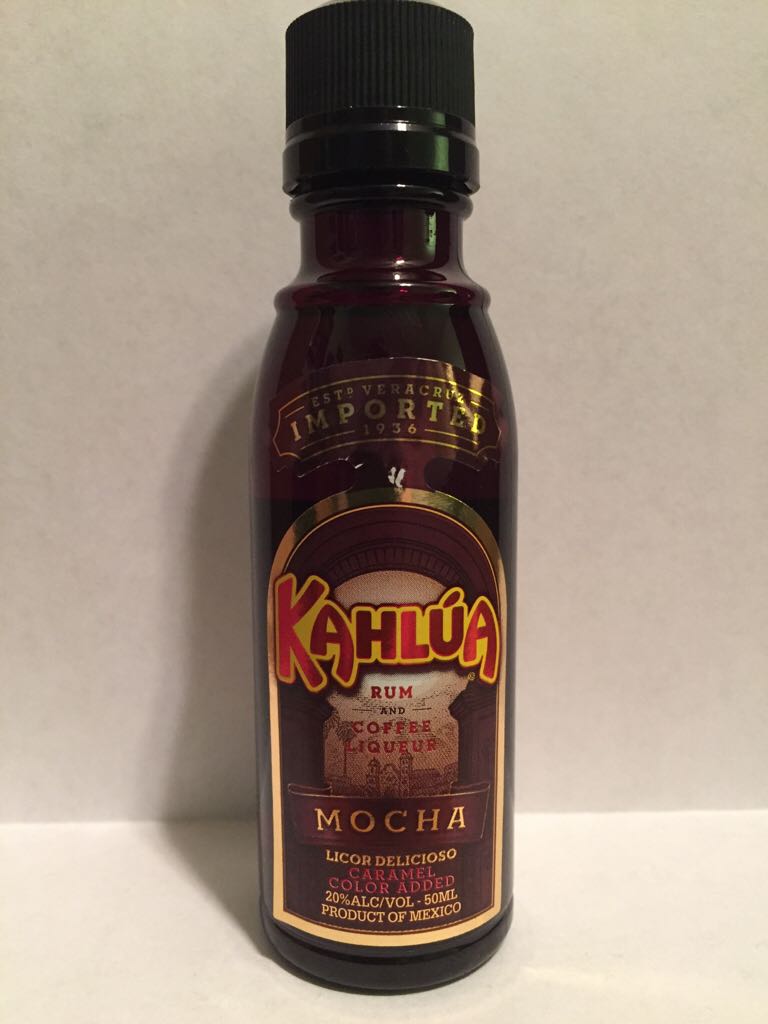 ESTD VERACRUZ
IMPORTED
1936
KAHLÚA
RUM
AND
COFFEE
LIQUEUR
MOCHA
LICOR DELICIOSO
CARAMEL
COLOR ADDED
20%ALC/VOL - 50ML
PRODUCT OF MEXICO